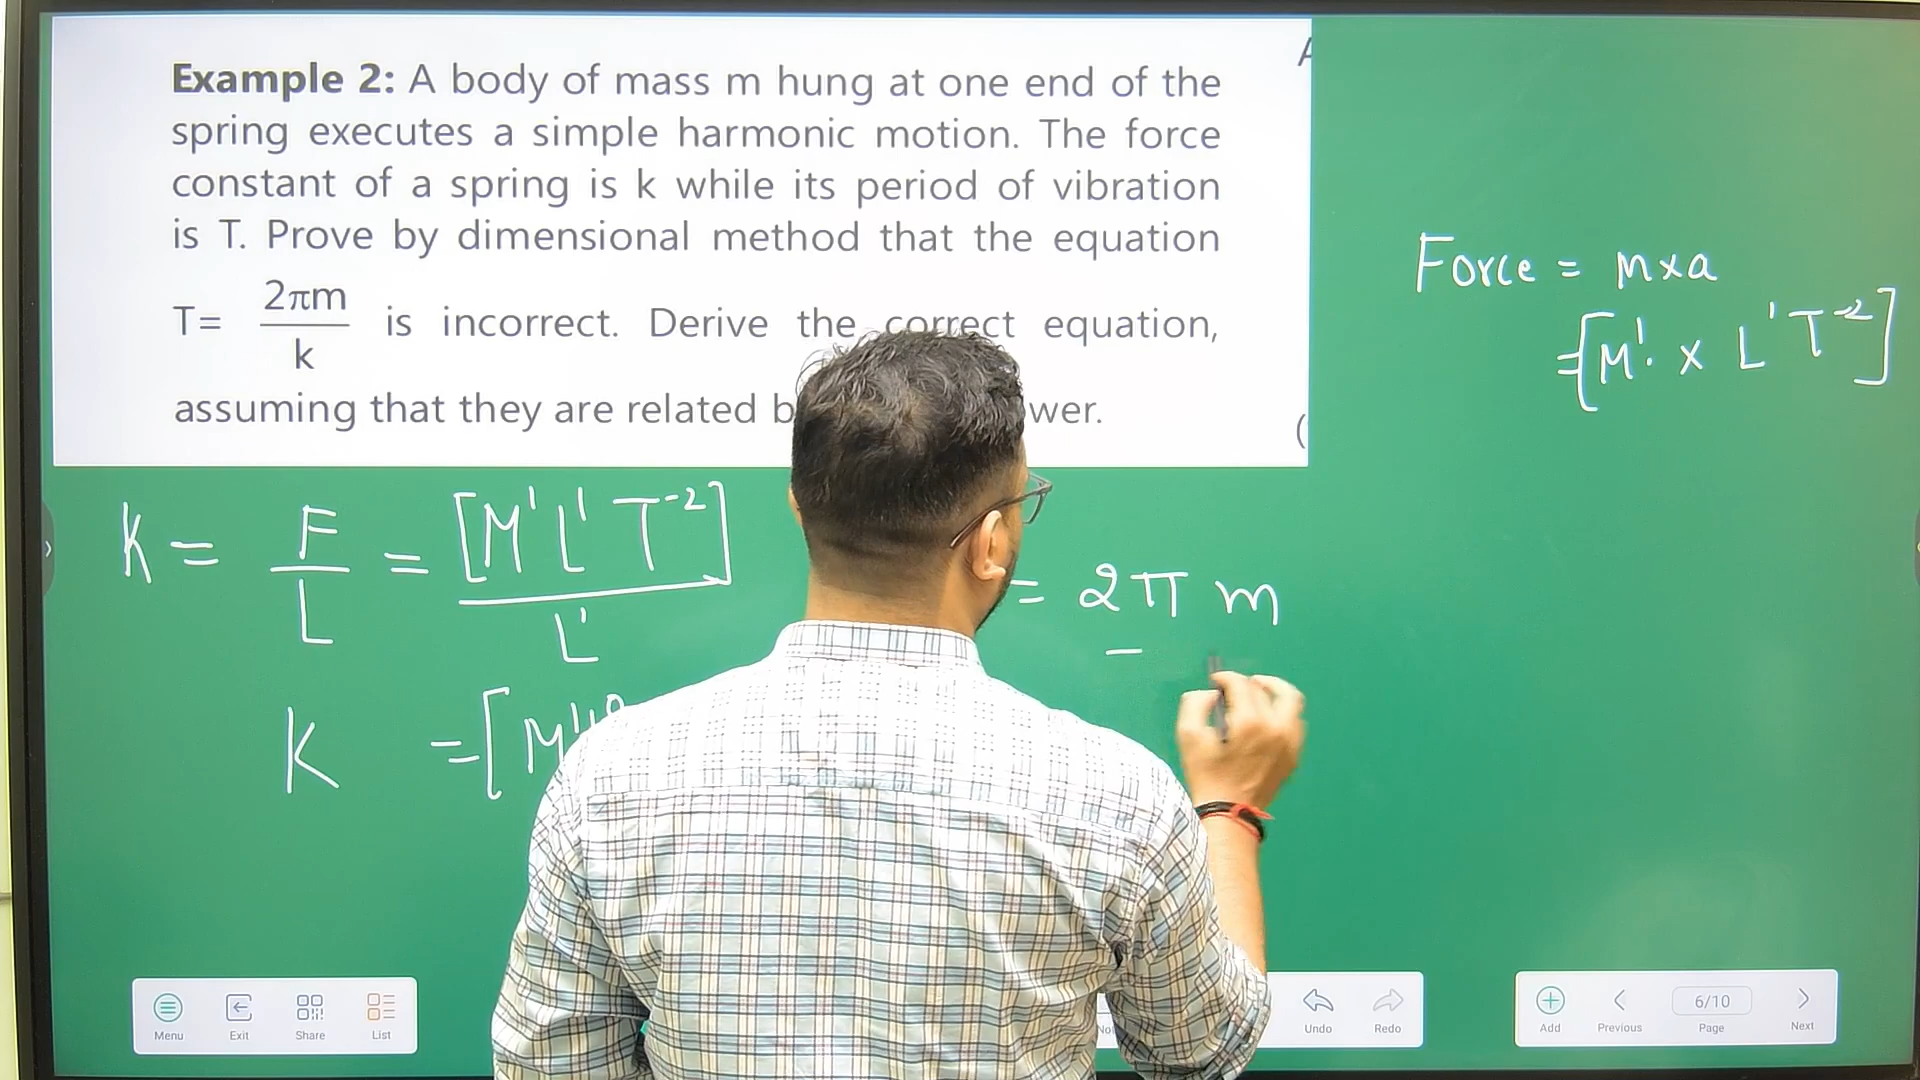 Example 2: A body of mass m hung at one end of the
spring executes a simple harmonic motion. The force
constant of a spring is k while its period of vibration
is T. Prove by dimensional method that the equation
T= 2πm/k is incorrect. Derive the correct equation,
assuming that they are related b wer.
A
(
Force = m×a
=[M¹. × L¹ T⁻²]
K = F/L = [M¹L¹ T⁻²]/L¹
= 2π m
K =[M¹L⁰
Menu Exit Share List
Undo Redo
Add Previous 6/10 Page Next